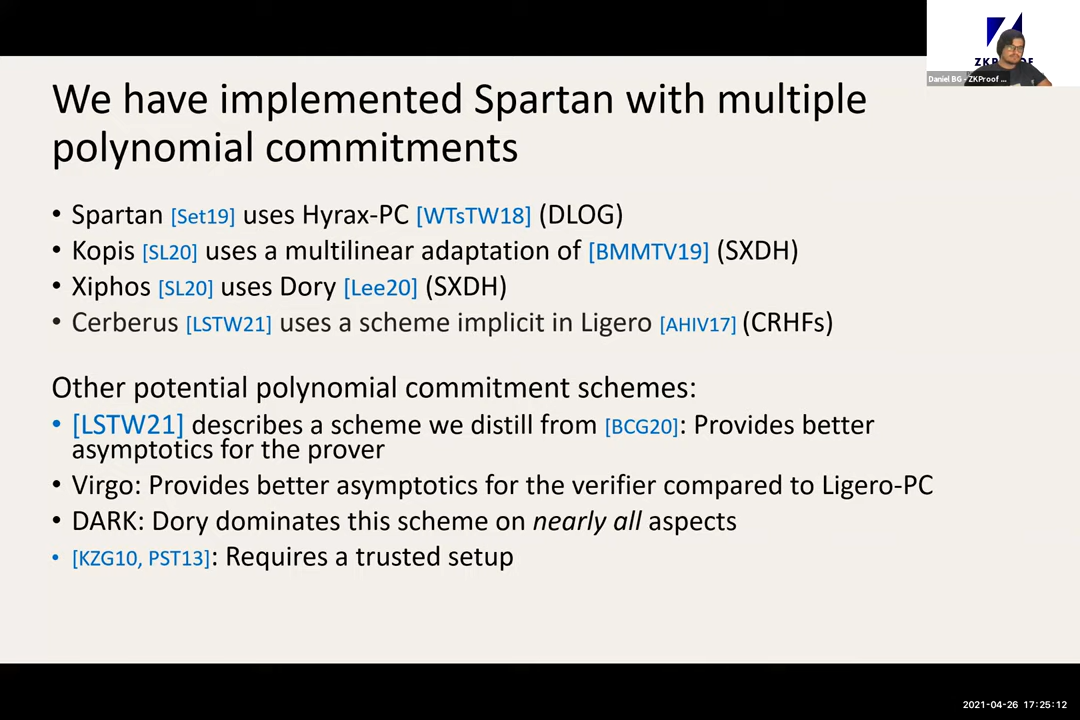 ZKPROOF
Daniel BG - ZKProof ...
We have implemented Spartan with multiple
polynomial commitments
• Spartan [Set19] uses Hyrax-PC [WTsTW18] (DLOG)
• Kopis [SL20] uses a multilinear adaptation of [BMMTV19] (SXDH)
• Xiphos [SL20] uses Dory [Lee20] (SXDH)
• Cerberus [LSTW21] uses a scheme implicit in Ligero [AHIV17] (CRHFs)
Other potential polynomial commitment schemes:
• [LSTW21] describes a scheme we distill from [BCG20]: Provides better
asymptotics for the prover
• Virgo: Provides better asymptotics for the verifier compared to Ligero-PC
• DARK: Dory dominates this scheme on nearly all aspects
• [KZG10, PST13]: Requires a trusted setup
2021-04-26 17:25:12